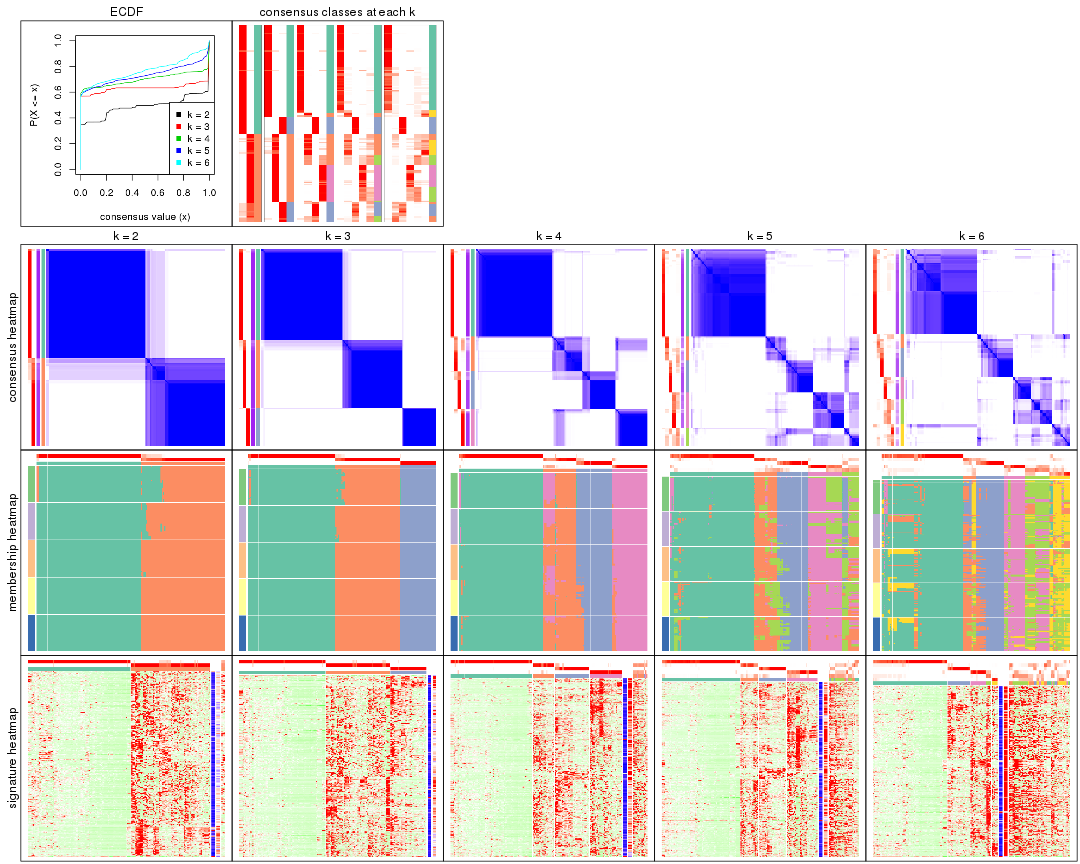 ECDF
consensus classes at each k
P(X <= x)
0.0 0.2 0.4 0.6 0.8 1.0
k = 2
k = 3
k = 4
k = 5
k = 6
0.0 0.2 0.4 0.6 0.8 1.0
consensus value (x)
k = 2
k = 3
k = 4
k = 5
k = 6
consensus heatmap
membership heatmap
signature heatmap